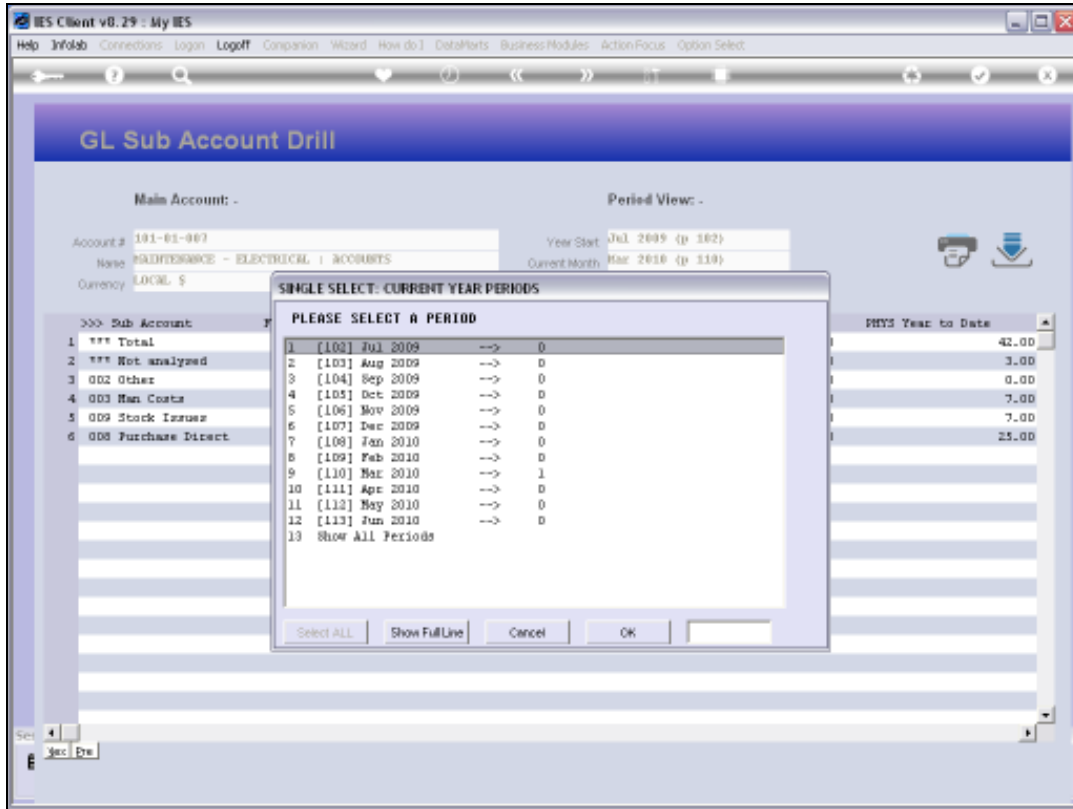 IES Client v8.29 : My IES
Help Infolab Connections Logon Logoff Companion Wizard How do I DataMarts Business Modules Action Focus Option Select
GL Sub Account Drill
Main Account: -
Period View: -
Account # 101-01-007
Year Start Jul 2009 (p 102)
Name MAINTENANCE - ELECTRICAL | ACCOUNTS
Current Month Mar 2010 (p 110)
Currency LOCAL $
SINGLE SELECT: CURRENT YEAR PERIODS
PLEASE SELECT A PERIOD
1 [102] Jul 2009 --> 0
2 [103] Aug 2009 --> 0
3 [104] Sep 2009 --> 0
4 [105] Oct 2009 --> 0
5 [106] Nov 2009 --> 0
6 [107] Dec 2009 --> 0
7 [108] Jan 2010 --> 0
8 [109] Feb 2010 --> 0
9 [110] Mar 2010 --> 1
10 [111] Apr 2010 --> 0
11 [112] May 2010 --> 0
12 [113] Jun 2010 --> 0
13 Show All Periods
Select ALL Show Full Line Cancel OK
>>> Sub Account PHYS Year to Date
1 *** Total 42.00
2 *** Not analyzed 3.00
3 002 Other 0.00
4 003 Man Costs 7.00
5 009 Stock Issues 7.00
6 008 Purchase Direct 25.00
Pre